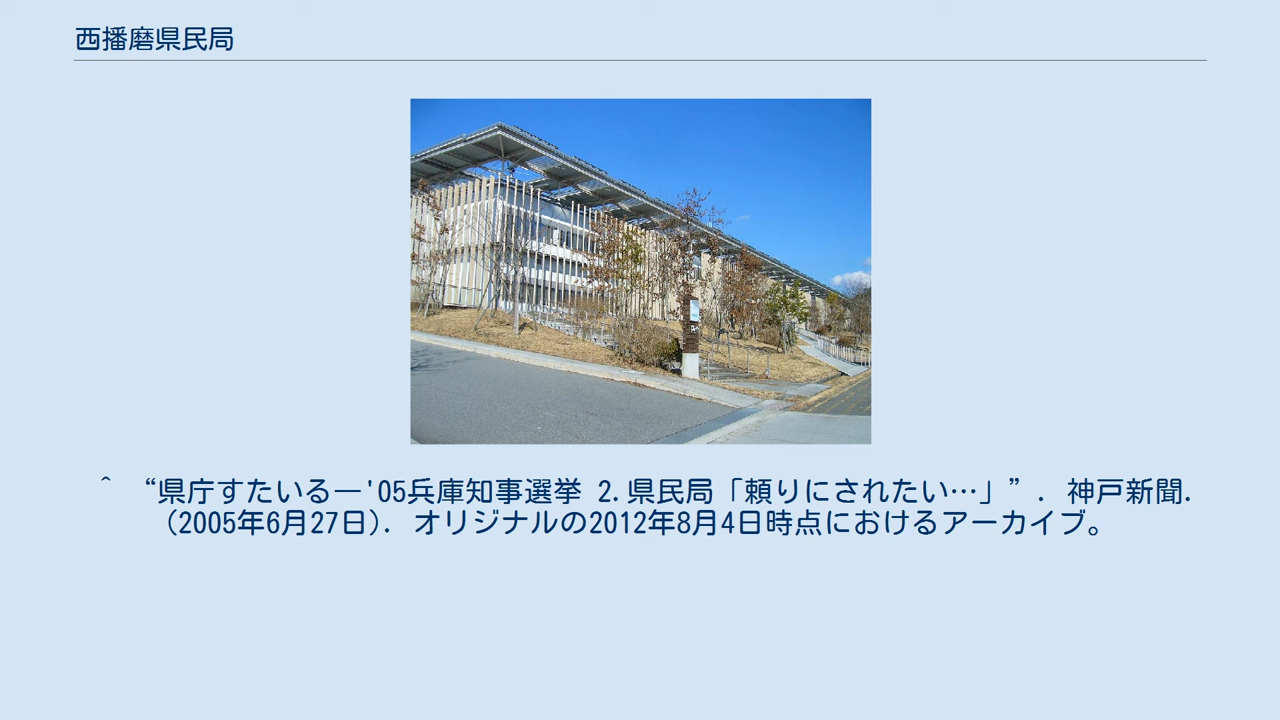 西播磨県民局
^ “県庁すたいる―'05兵庫知事選挙 2.県民局「頼りにされたい…」”. 神戸新聞.
(2005年6月27日). オリジナルの2012年8月4日時点におけるアーカイブ。